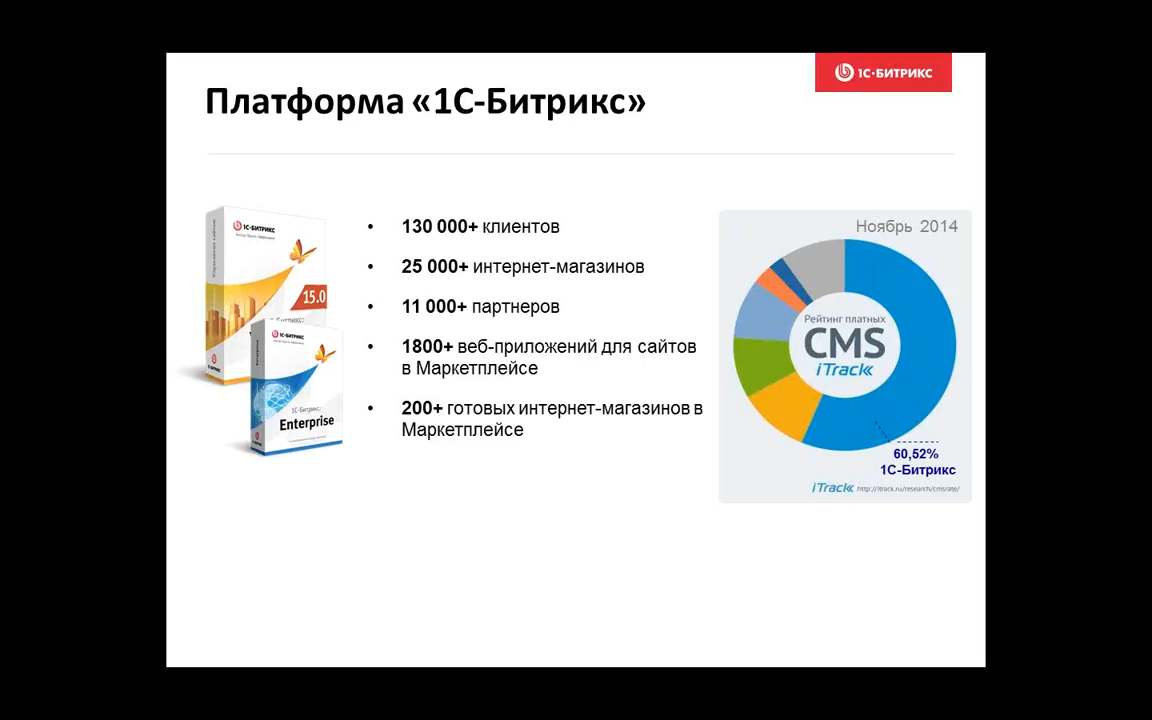 1С·БИТРИКС
Платформа «1С-Битрикс»
1С·БИТРИКС
15.0
1С·БИТРИКС
1С-Битрикс:
Enterprise
• 130 000+ клиентов
• 25 000+ интернет-магазинов
• 11 000+ партнеров
• 1800+ веб-приложений для сайтов
в Маркетплейсе
• 200+ готовых интернет-магазинов в
Маркетплейсе
Ноябрь 2014
Рейтинг платных
CMS
iTrack
60,52%
1С-Битрикс
iTrack http://itrack.ru/research/cmsrate/